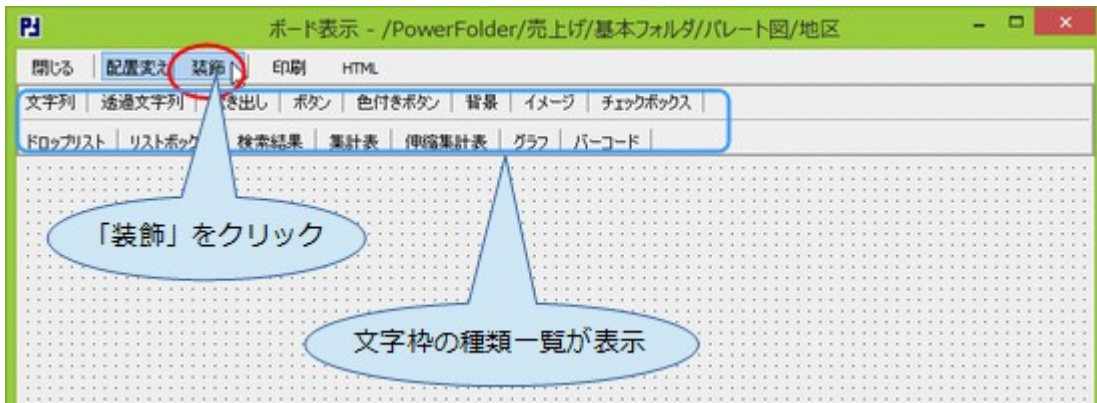 ボード表示 - /PowerFolder/売上げ/基本フォルダ/パレート図/地区
閉じる 配置変え 装飾 印刷 HTML
文字列 透過文字列 き出し ボタン 色付きボタン 背景 イメージ チェックボックス
ドロップリスト リストボック 検索結果 集計表 伸縮集計表 グラフ バーコード
「装飾」をクリック
文字枠の種類一覧が表示